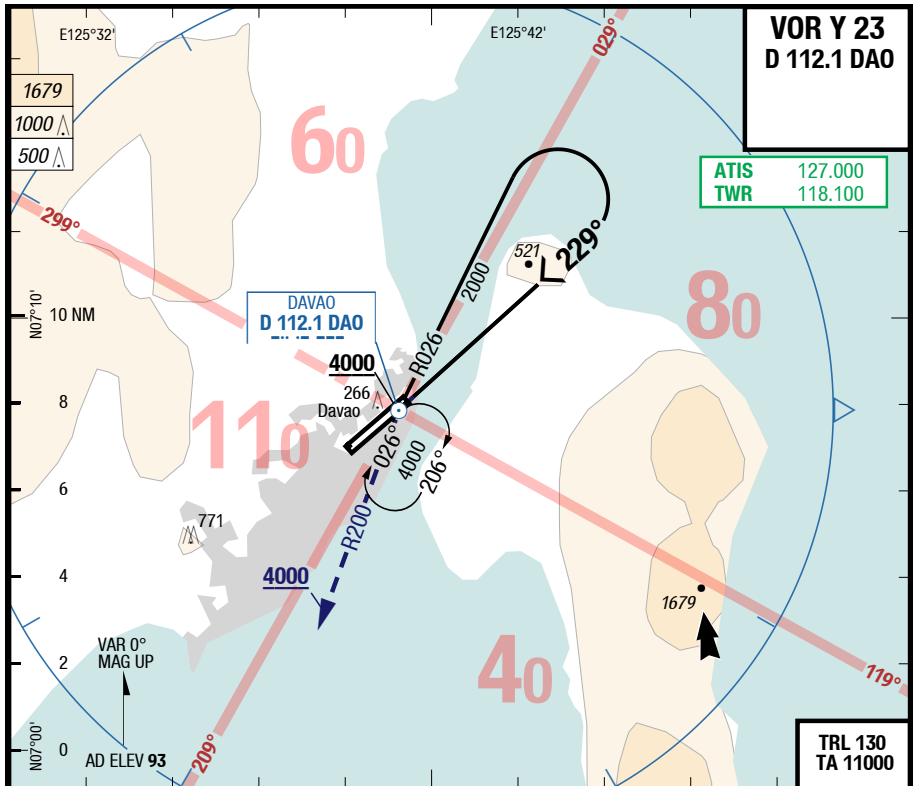 E125°32'
E125°42'
029°
VOR Y 23
D 112.1 DAO
1679
1000
500
60
ATIS 127.000
TWR 118.100
299°
521
229°
2000
80
N07°10'
10 NM
DAVAO
D 112.1 DAO
R026
4000
266
Davao
8
110
026°
4000
206°
6
771
R200
4000
4
1679
VAR 0°
MAG UP
2
40
119°
N07°00'
0
AD ELEV 93
209°
TRL 130
TA 11000